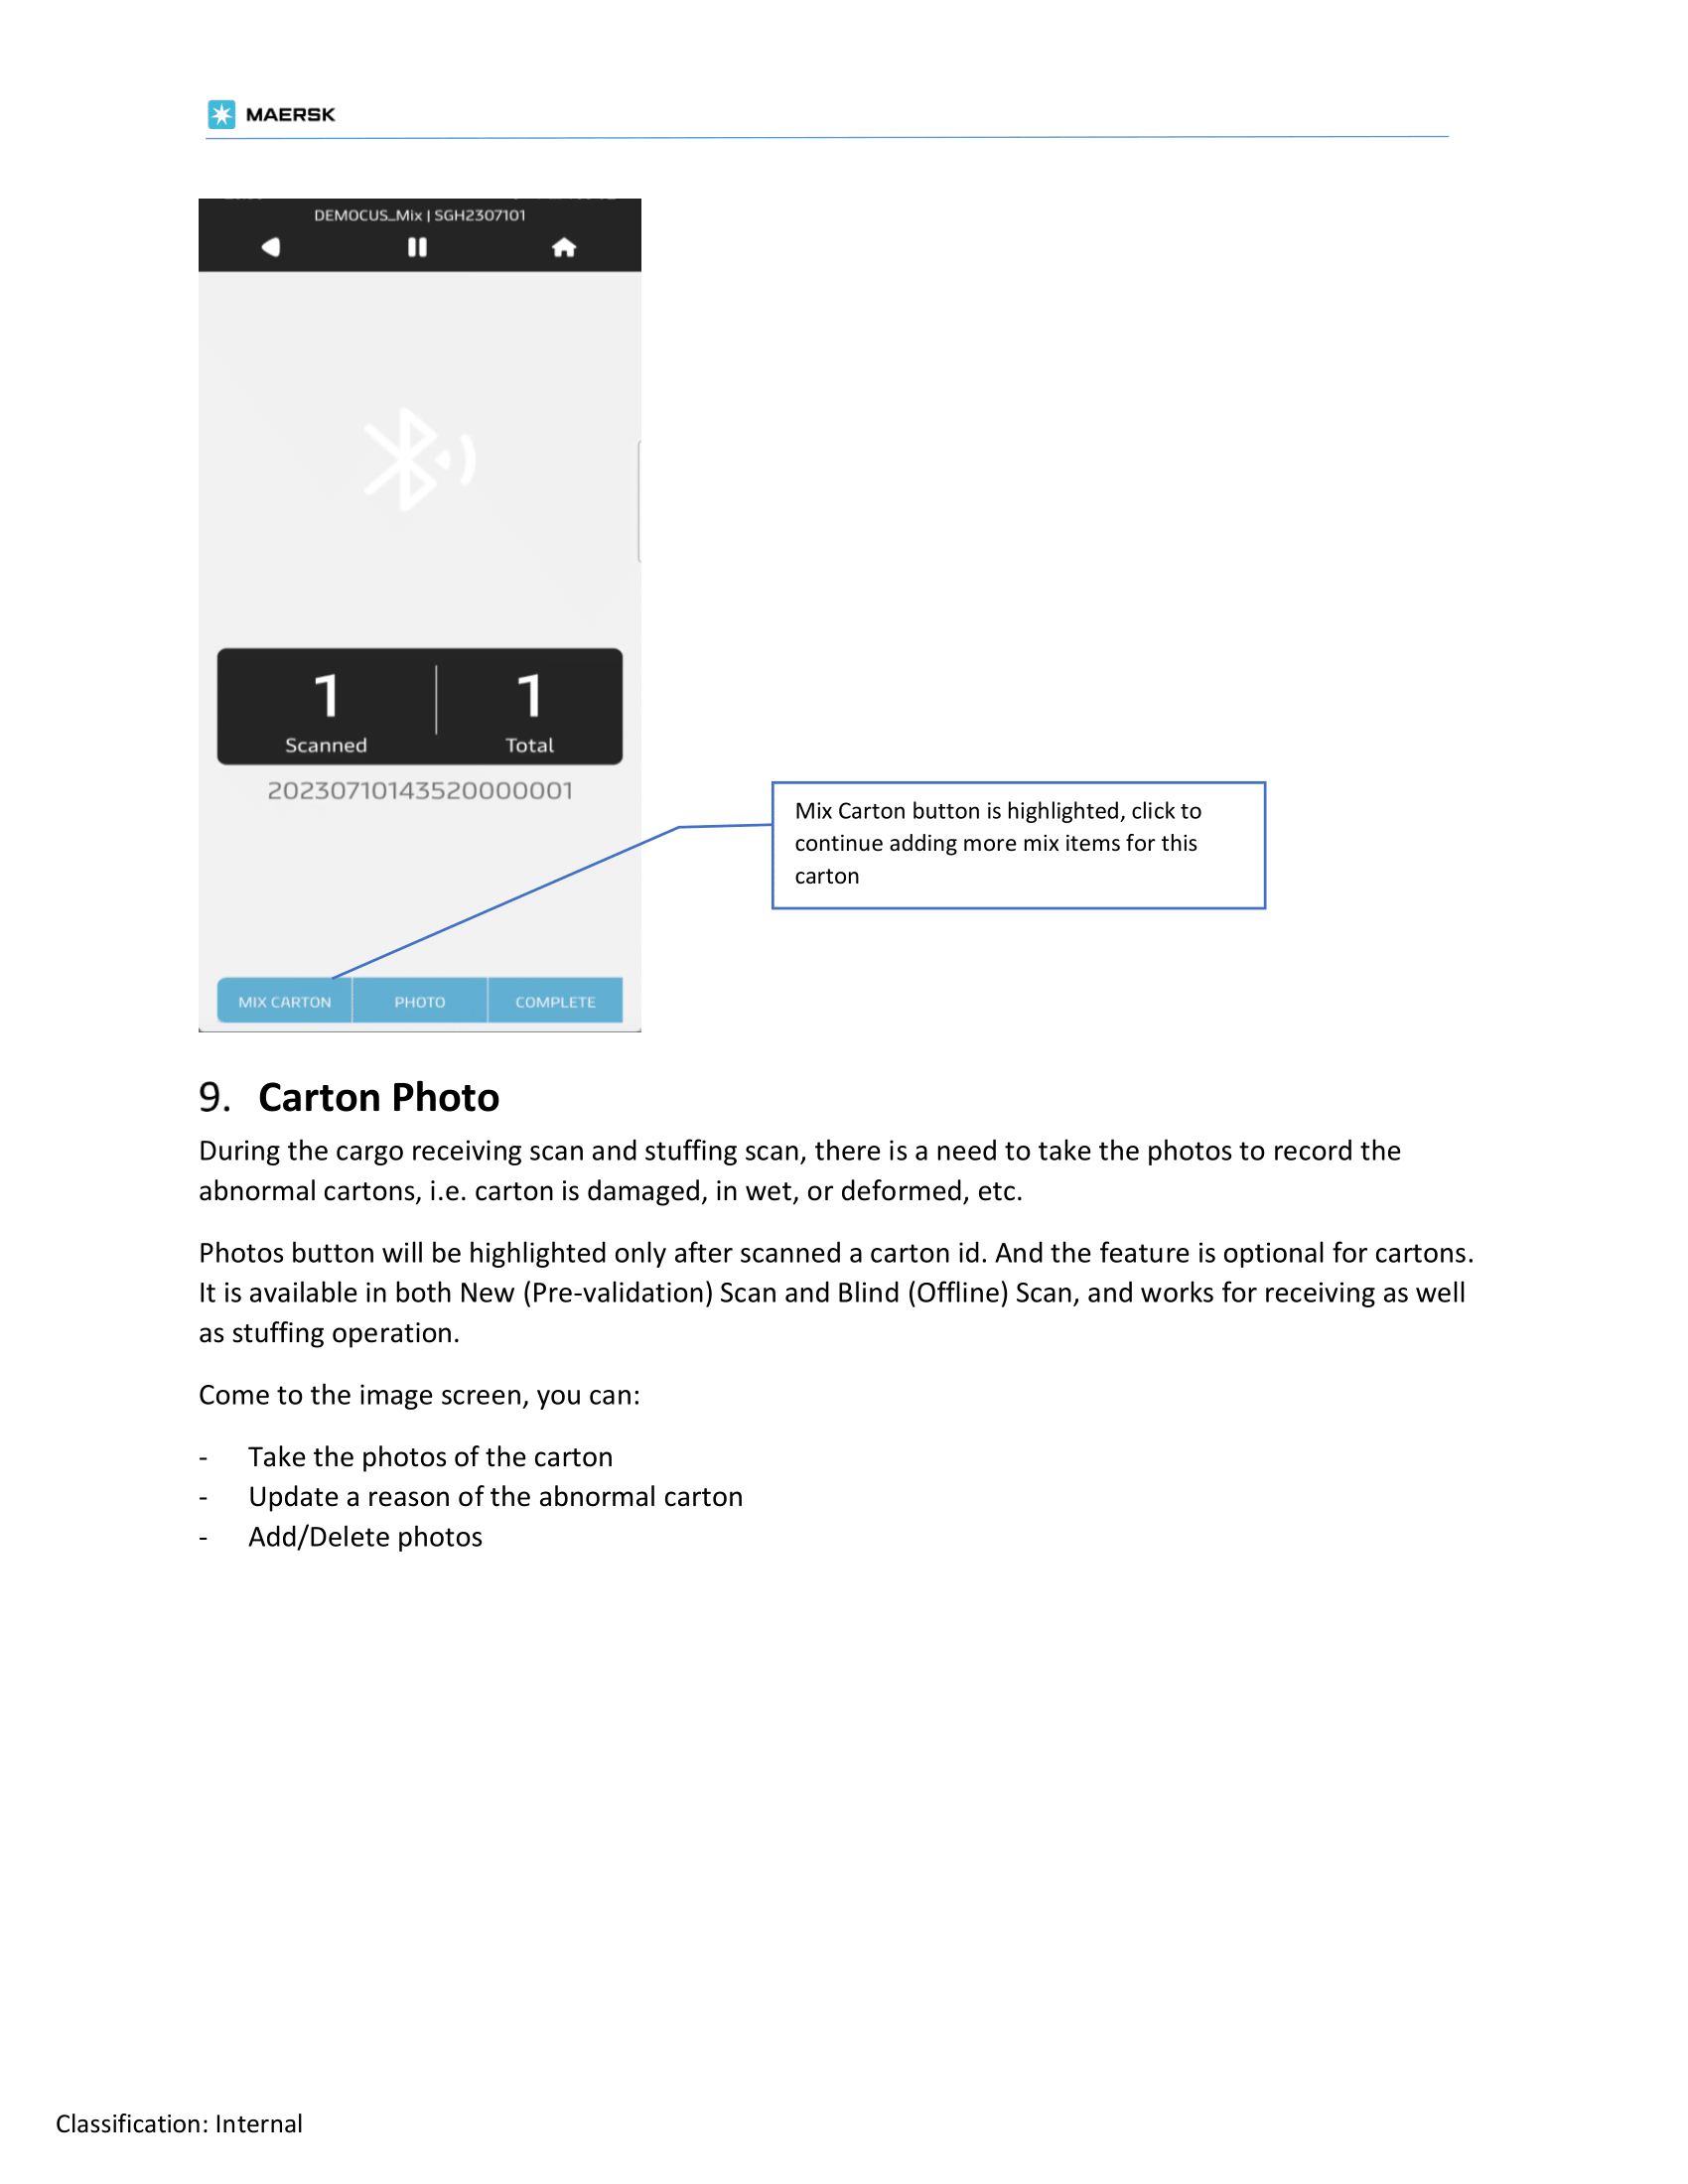 MAERSK
DEMOCUS_Mix | SGH2307101
1
1
Scanned
Total
20230710143520000001
Mix Carton button is highlighted, click to
continue adding more mix items for this
carton
MIX CARTON
PHOTO
COMPLETE
9. Carton Photo
During the cargo receiving scan and stuffing scan, there is a need to take the photos to record the
abnormal cartons, i.e. carton is damaged, in wet, or deformed, etc.
Photos button will be highlighted only after scanned a carton id. And the feature is optional for cartons.
It is available in both New (Pre-validation) Scan and Blind (Offline) Scan, and works for receiving as well
as stuffing operation.
Come to the image screen, you can:
- Take the photos of the carton
- Update a reason of the abnormal carton
- Add/Delete photos
Classification: Internal